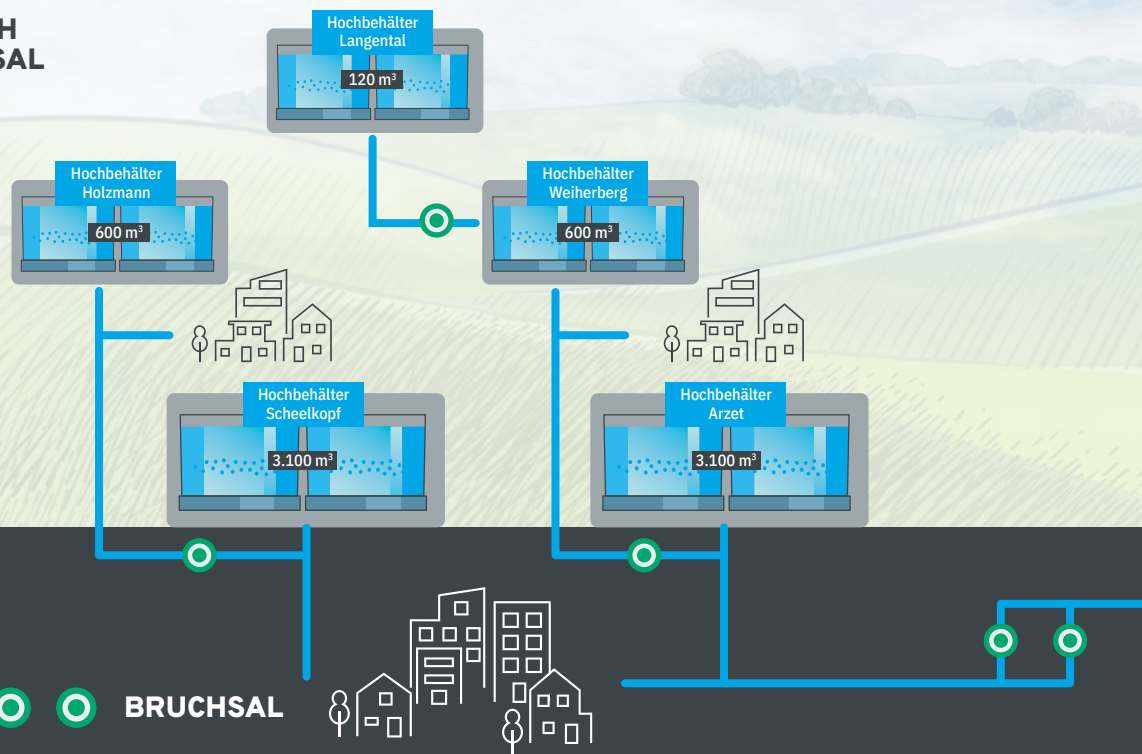 Hochbehälter
Langental
120 m³
Hochbehälter
Holzmann
600 m³
Hochbehälter
Weiherberg
600 m³
Hochbehälter
Scheelkopf
3.100 m³
Hochbehälter
Arzet
3.100 m³
BRUCHSAL